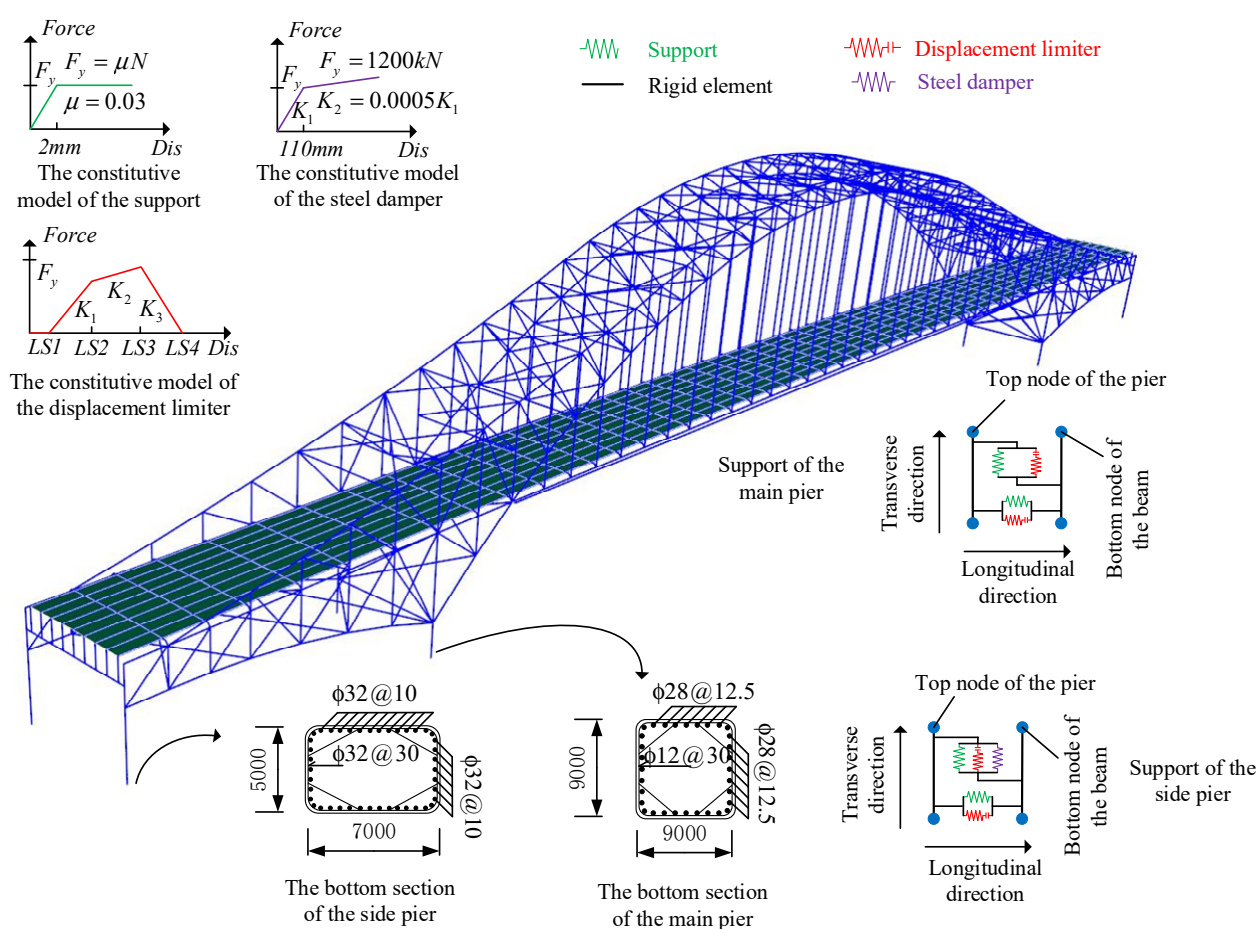 Force
F_y
F_y = μN
μ = 0.03
2mm
Dis
The constitutive
model of the support
Force
F_y
F_y = 1200kN
K_1
K_2 = 0.0005K_1
110mm
Dis
The constitutive model
of the steel damper
Support
Displacement limiter
Rigid element
Steel damper
Force
F_y
K_1
K_2
K_3
LS1 LS2 LS3 LS4 Dis
The constitutive model of
the displacement limiter
Top node of the pier
Support of the
main pier
Transverse
direction
Bottom node of
the beam
Longitudinal
direction
ϕ32@10
ϕ32@30
ϕ32@10
5000
7000
The bottom section
of the side pier
ϕ28@12.5
ϕ12@30
ϕ28@12.5
9000
9000
The bottom section
of the main pier
Top node of the pier
Transverse
direction
Bottom node of
the beam
Support of the
side pier
Longitudinal
direction